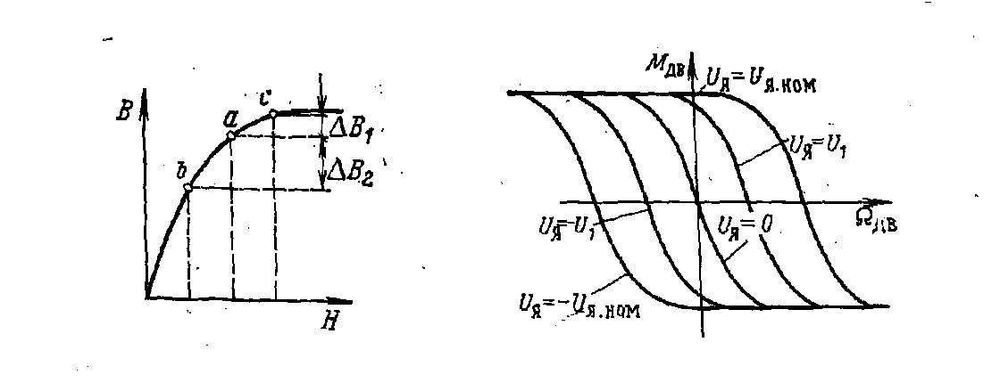 B
c
a
b
ΔB₁
ΔB₂
H
Mдв
Uя=Uя.ном
Uя=U₁
Uя=-U₁
Uя=0
Ωдв
Uя=-Uя.ном